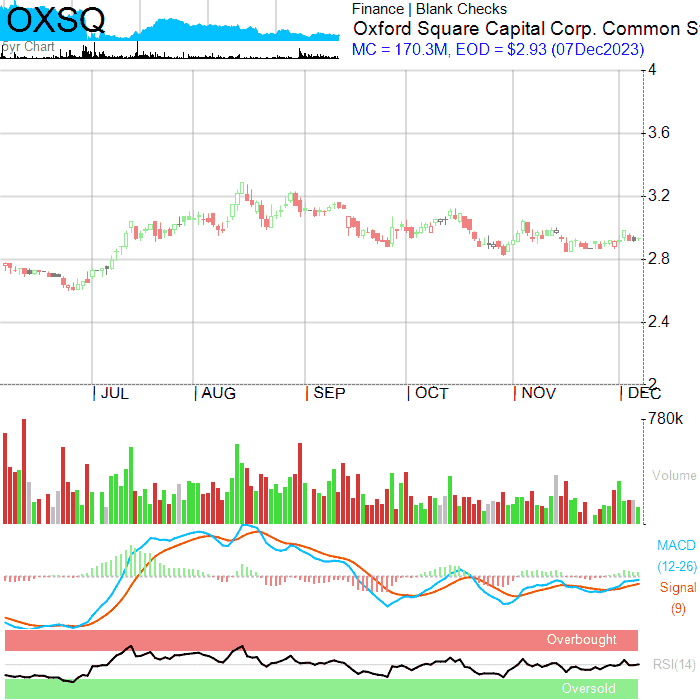 OXSQ
5yr Chart
Finance | Blank Checks
Oxford Square Capital Corp. Common S
MC = 170.3M, EOD = $2.93 (07Dec2023)
4
3.6
3.2
2.8
2.4
2
JUL AUG SEP OCT NOV DEC
780k
Volume
MACD
(12-26)
Signal
(9)
Overbought
RSI(14)
Oversold